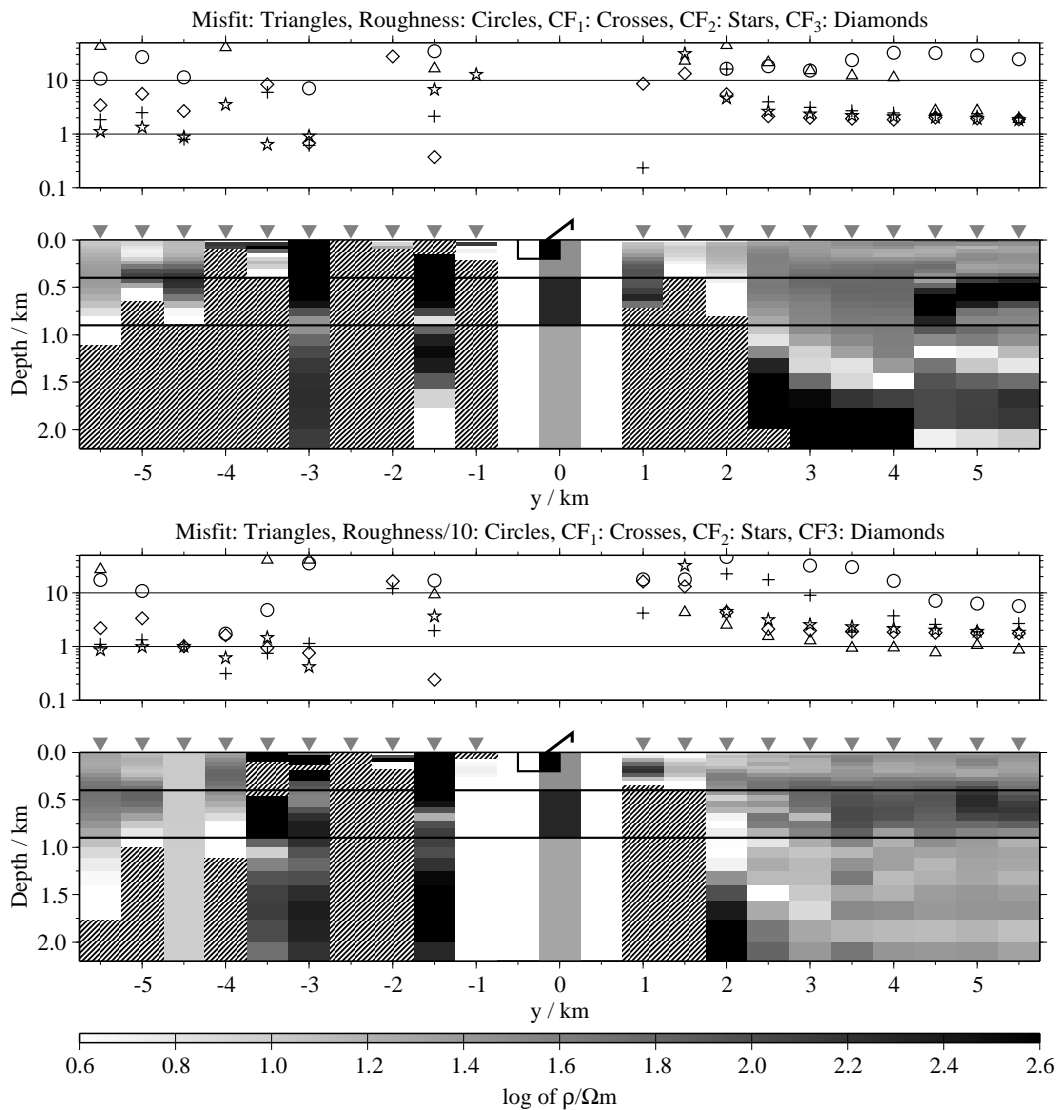 Misfit: Triangles, Roughness: Circles, CF₁: Crosses, CF₂: Stars, CF₃: Diamonds
10
1
0.1
0.0
0.5
1.0
1.5
2.0
Depth / km
-5 -4 -3 -2 -1 0 1 2 3 4 5
y / km
Misfit: Triangles, Roughness/10: Circles, CF₁: Crosses, CF₂: Stars, CF3: Diamonds
10
1
0.1
0.0
0.5
1.0
1.5
2.0
Depth / km
-5 -4 -3 -2 -1 0 1 2 3 4 5
y / km
0.6 0.8 1.0 1.2 1.4 1.6 1.8 2.0 2.2 2.4 2.6
log of ρ/Ωm